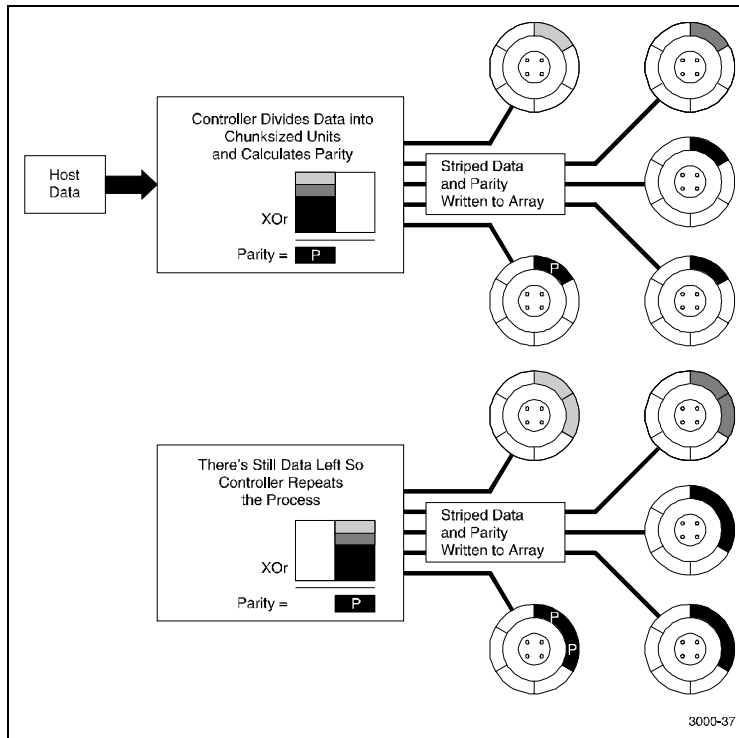 Controller Divides Data into
Chunksized Units
and Calculates Parity
Host
Data
XOr
Parity =
P
Striped Data
and Parity
Written to Array
P
There's Still Data Left So
Controller Repeats
the Process
XOr
Parity =
P
Striped Data
and Parity
Written to Array
P
P
3000-37